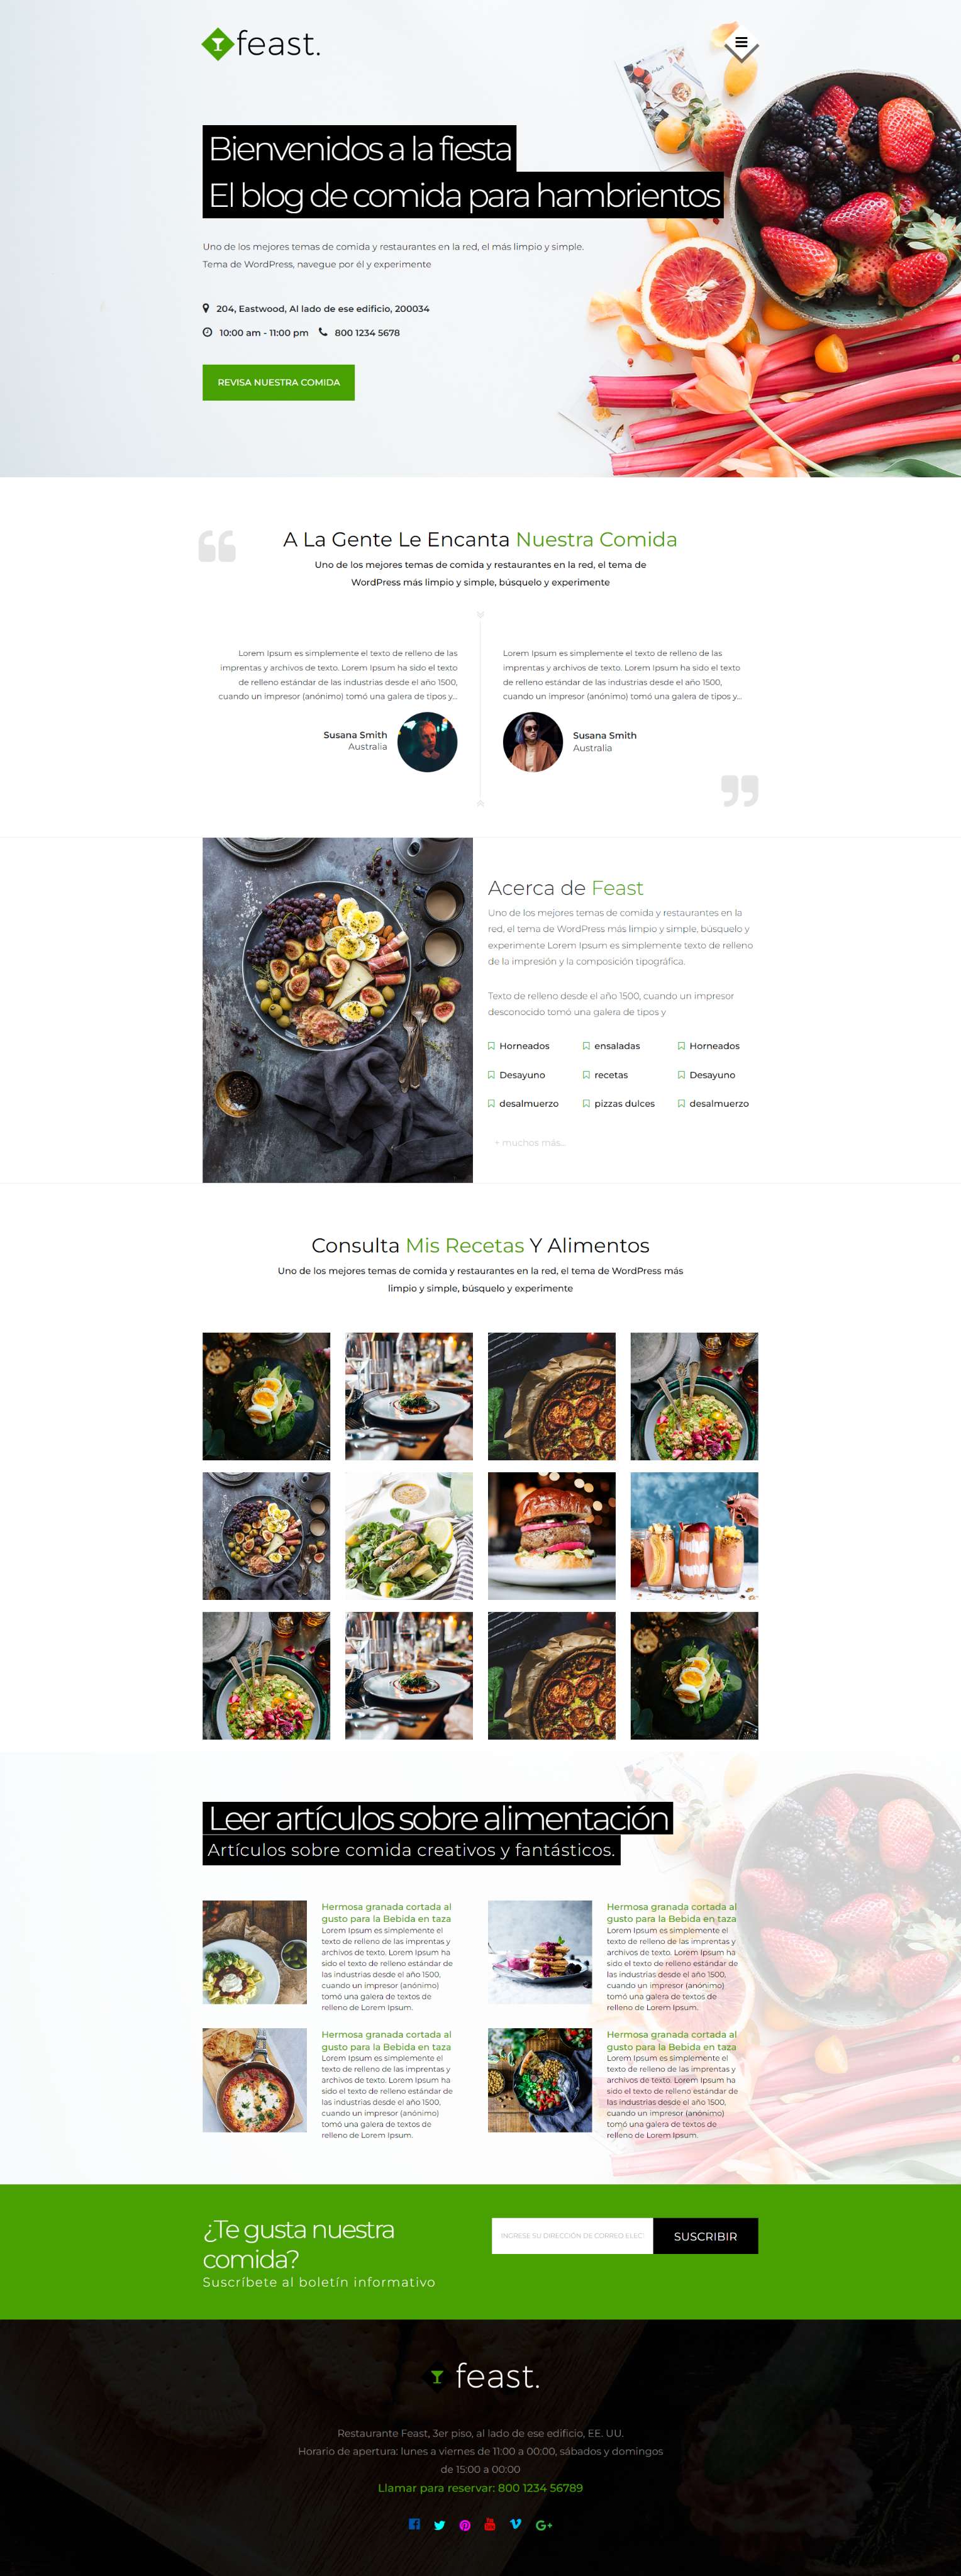 feast.
Bienvenidos a la fiesta
El blog de comida para hambrientos
Uno de los mejores temas de comida y restaurantes en la red, el más limpio y simple.
Tema de WordPress, navegue por él y experimente
204, Eastwood, Al lado de ese edificio, 200034
10:00 am - 11:00 pm 800 1234 5678
REVISA NUESTRA COMIDA
A La Gente Le Encanta Nuestra Comida
Uno de los mejores temas de comida y restaurantes en la red, el tema de
WordPress más limpio y simple, búsquelo y experimente
Lorem Ipsum es simplemente el texto de relleno de las
imprentas y archivos de texto. Lorem Ipsum ha sido el texto
de relleno estándar de las industrias desde el año 1500,
cuando un impresor (anónimo) tomó una galera de tipos y...
Susana Smith
Australia
Lorem Ipsum es simplemente el texto de relleno de las
imprentas y archivos de texto. Lorem Ipsum ha sido el texto
de relleno estándar de las industrias desde el año 1500,
cuando un impresor (anónimo) tomó una galera de tipos y...
Susana Smith
Australia
Acerca de Feast
Uno de los mejores temas de comida y restaurantes en la
red, el tema de WordPress más limpio y simple, búsquelo y
experimente Lorem Ipsum es simplemente texto de relleno
de la impresión y la composición tipográfica.
Texto de relleno desde el año 1500, cuando un impresor
desconocido tomó una galera de tipos y
Horneados ensaladas Horneados
Desayuno recetas Desayuno
desalmuerzo pizzas dulces desalmuerzo
+ muchos más...
Consulta Mis Recetas Y Alimentos
Uno de los mejores temas de comida y restaurantes en la red, el tema de WordPress más
limpio y simple, búsquelo y experimente
Leer artículos sobre alimentación
Artículos sobre comida creativos y fantásticos.
Hermosa granada cortada al
gusto para la Bebida en taza
Lorem Ipsum es simplemente el
texto de relleno de las imprentas y
archivos de texto. Lorem Ipsum ha
sido el texto de relleno estándar de
las industrias desde el año 1500,
cuando un impresor (anónimo)
tomó una galera de textos de
relleno de Lorem Ipsum.
Hermosa granada cortada al
gusto para la Bebida en taza
Lorem Ipsum es simplemente el
texto de relleno de las imprentas y
archivos de texto. Lorem Ipsum ha
sido el texto de relleno estándar de
las industrias desde el año 1500,
cuando un impresor (anónimo)
tomó una galera de textos de
relleno de Lorem Ipsum.
Hermosa granada cortada al
gusto para la Bebida en taza
Lorem Ipsum es simplemente el
texto de relleno de las imprentas y
archivos de texto. Lorem Ipsum ha
sido el texto de relleno estándar de
las industrias desde el año 1500,
cuando un impresor (anónimo)
tomó una galera de textos de
relleno de Lorem Ipsum.
Hermosa granada cortada al
gusto para la Bebida en taza
Lorem Ipsum es simplemente el
texto de relleno de las imprentas y
archivos de texto. Lorem Ipsum ha
sido el texto de relleno estándar de
las industrias desde el año 1500,
cuando un impresor (anónimo)
tomó una galera de textos de
relleno de Lorem Ipsum.
¿Te gusta nuestra
comida?
Suscríbete al boletín informativo
INGRESE SU DIRECCIÓN DE CORREO ELEC
SUSCRIBIR
feast.
Restaurante Feast, 3er piso, al lado de ese edificio, EE. UU.
Horario de apertura: lunes a viernes de 11:00 a 00:00, sábados y domingos
de 15:00 a 00:00
Llamar para reservar: 800 1234 56789